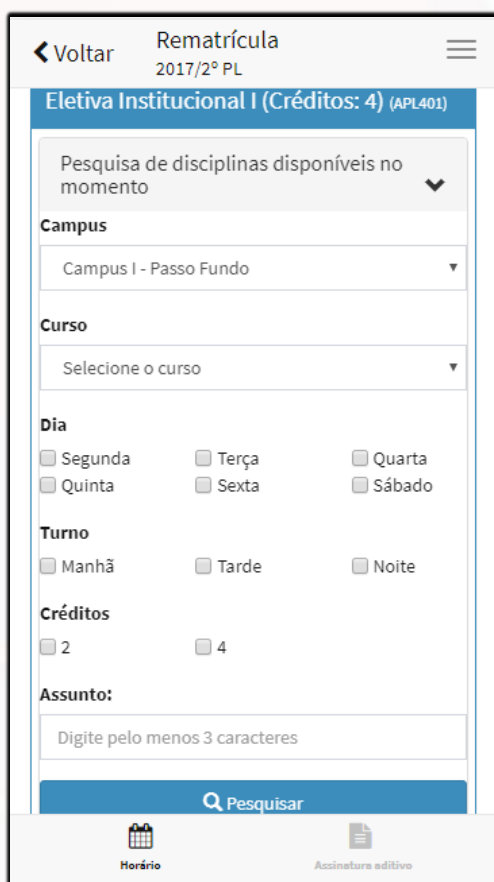 Voltar
Rematrícula
2017/2º PL
Eletiva Institucional I (Créditos: 4) (APL401)
Pesquisa de disciplinas disponíveis no
momento
Campus
Campus I - Passo Fundo
Curso
Selecione o curso
Dia
Segunda Terça Quarta
Quinta Sexta Sábado
Turno
Manhã Tarde Noite
Créditos
2 4
Assunto:
Digite pelo menos 3 caracteres
Pesquisar
Horário Assinatura aditivo